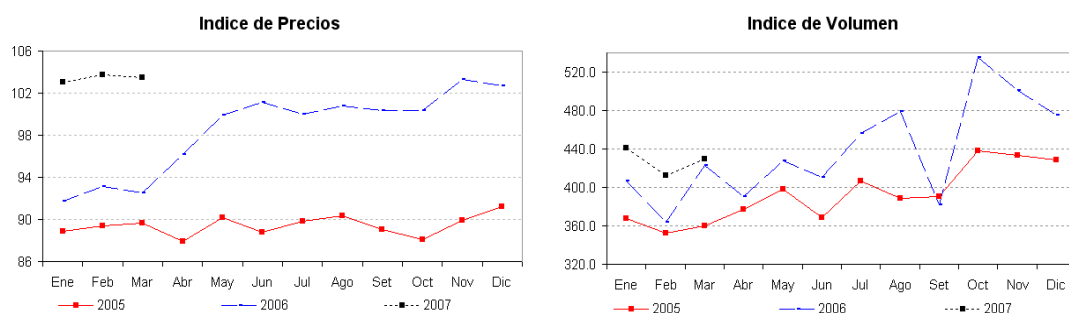 Indice de Precios
106
102
98
94
90
86
Ene Feb Mar Abr May Jun Jul Ago Set Oct Nov Dic
2005 2006 2007
Indice de Volumen
520.0
480.0
440.0
400.0
360.0
320.0
Ene Feb Mar Abr May Jun Jul Ago Set Oct Nov Dic
2005 2006 2007